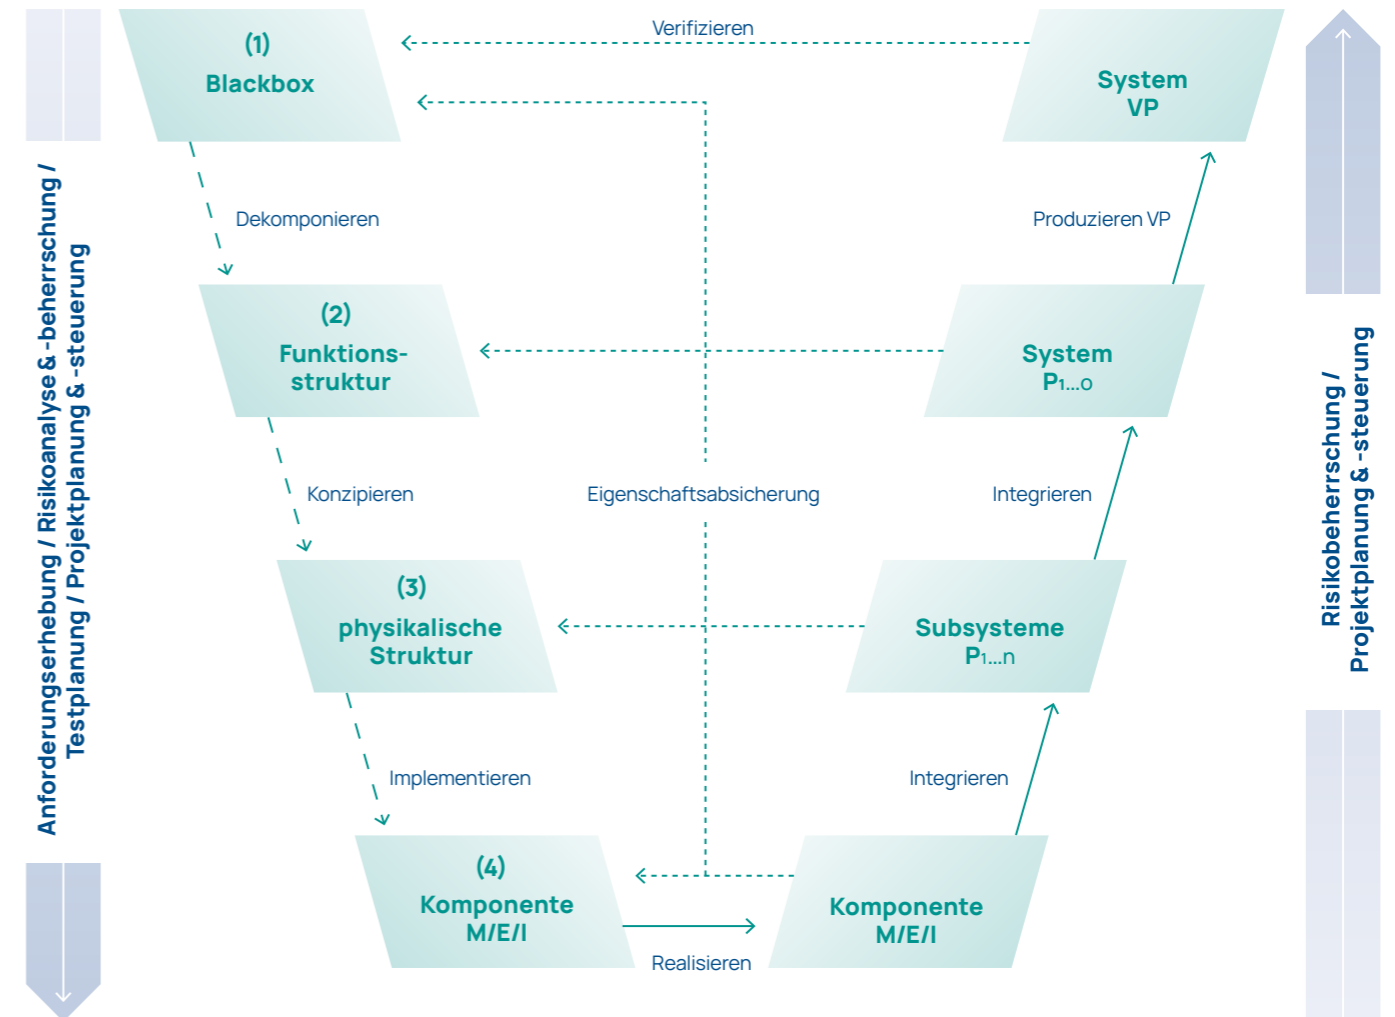 Verifizieren
(1)
Blackbox
System
VP
Dekomponieren
Produzieren VP
(2)
Funktions-
struktur
System
P₁...o
Konzipieren
Eigenschaftsabsicherung
Integrieren
(3)
physikalische
Struktur
Subsysteme
P₁...n
Implementieren
Integrieren
(4)
Komponente
M/E/I
Komponente
M/E/I
Realisieren
Anforderungserhebung / Risikoanalyse & -beherrschung /
Testplanung / Projektplanung & -steuerung
Risikobeherrschung /
Projektplanung & -steuerung